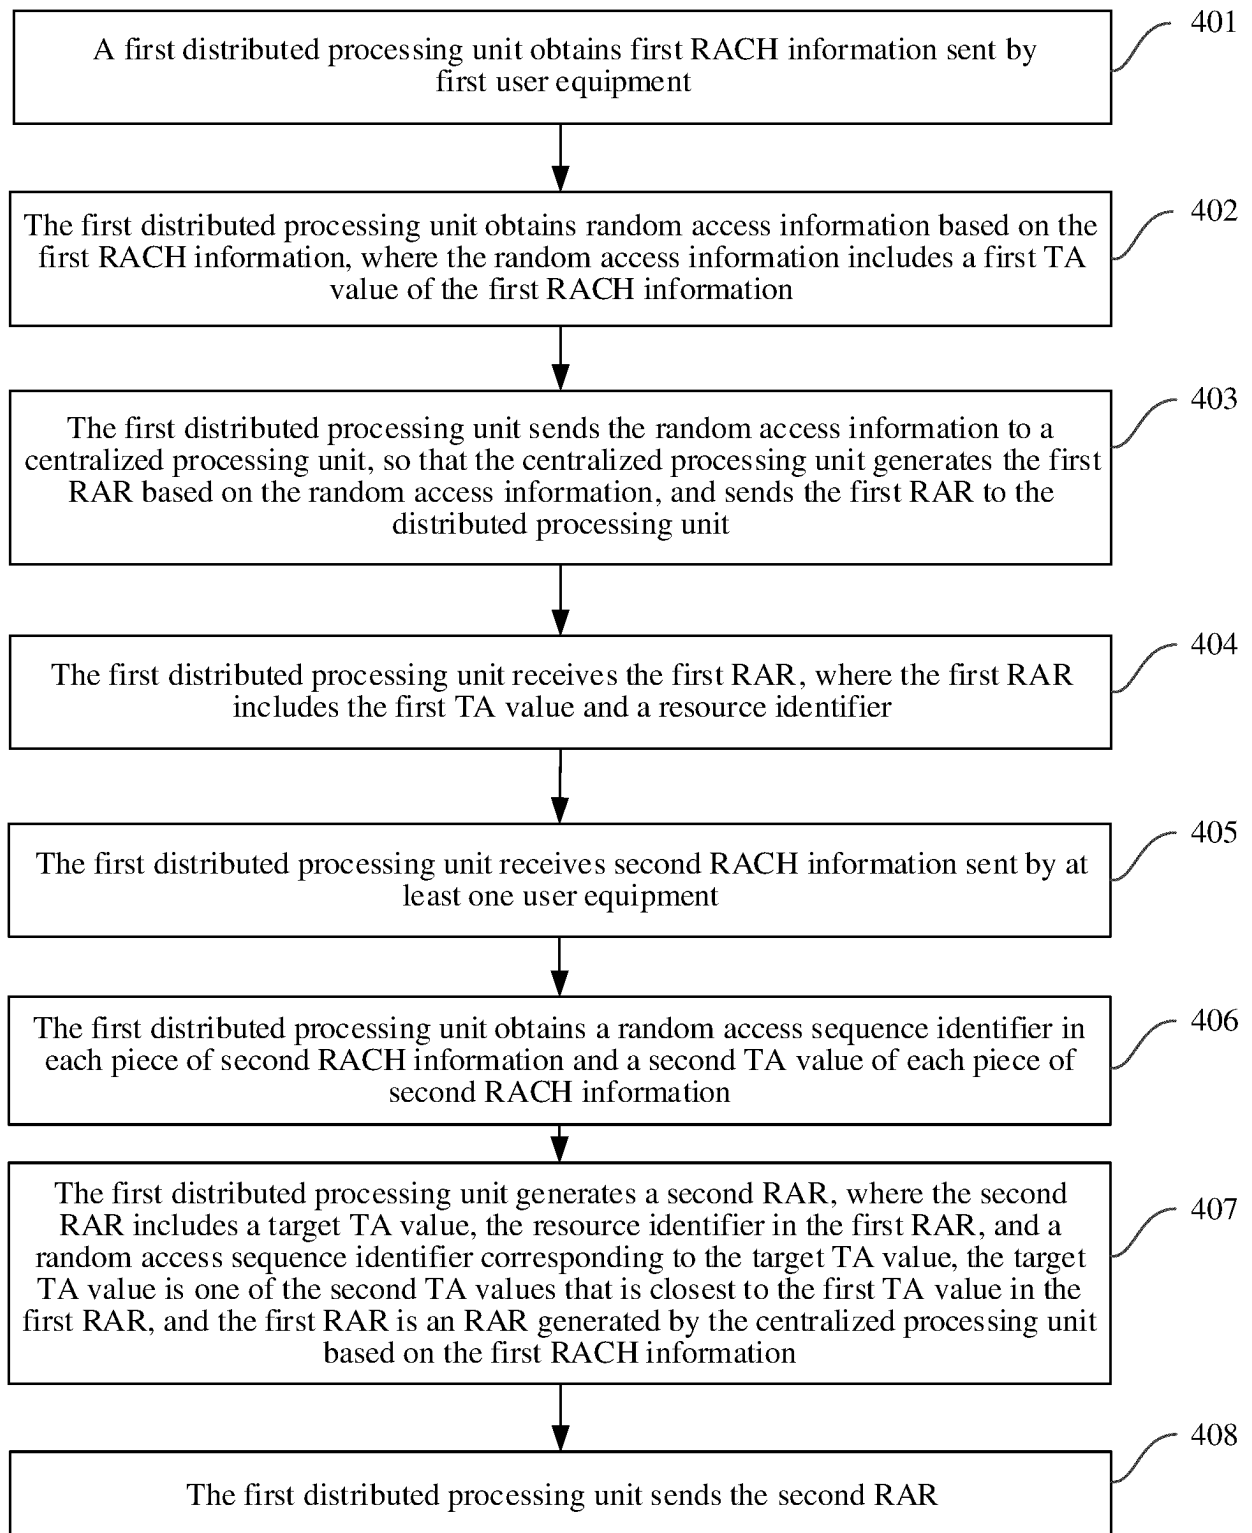 401
A first distributed processing unit obtains first RACH information sent by
first user equipment
402
The first distributed processing unit obtains random access information based on the
first RACH information, where the random access information includes a first TA
value of the first RACH information
403
The first distributed processing unit sends the random access information to a
centralized processing unit, so that the centralized processing unit generates the first
RAR based on the random access information, and sends the first RAR to the
distributed processing unit
404
The first distributed processing unit receives the first RAR, where the first RAR
includes the first TA value and a resource identifier
405
The first distributed processing unit receives second RACH information sent by at
least one user equipment
406
The first distributed processing unit obtains a random access sequence identifier in
each piece of second RACH information and a second TA value of each piece of
second RACH information
407
The first distributed processing unit generates a second RAR, where the second
RAR includes a target TA value, the resource identifier in the first RAR, and a
random access sequence identifier corresponding to the target TA value, the target
TA value is one of the second TA values that is closest to the first TA value in the
first RAR, and the first RAR is an RAR generated by the centralized processing unit
based on the first RACH information
408
The first distributed processing unit sends the second RAR